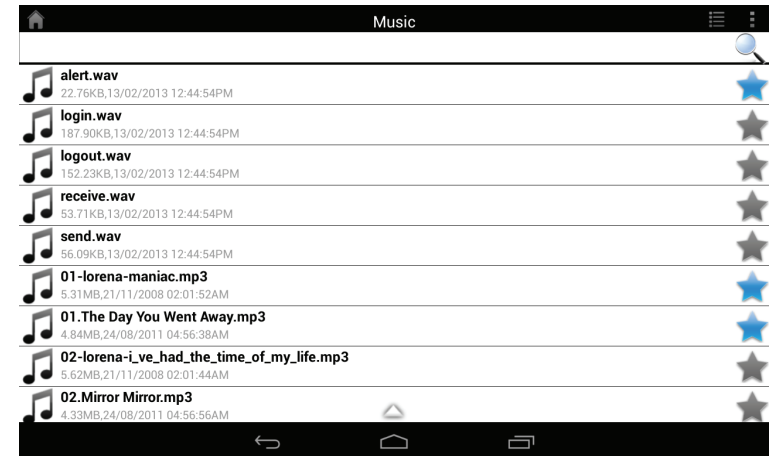 Music
alert.wav
22.76KB,13/02/2013 12:44:54PM
login.wav
187.90KB,13/02/2013 12:44:54PM
logout.wav
152.23KB,13/02/2013 12:44:54PM
receive.wav
53.71KB,13/02/2013 12:44:54PM
send.wav
56.09KB,13/02/2013 12:44:54PM
01-lorena-maniac.mp3
5.31MB,21/11/2008 02:01:52AM
01.The Day You Went Away.mp3
4.84MB,24/08/2011 04:56:38AM
02-lorena-i_ve_had_the_time_of_my_life.mp3
5.62MB,21/11/2008 02:01:44AM
02.Mirror Mirror.mp3
4.33MB,24/08/2011 04:56:56AM